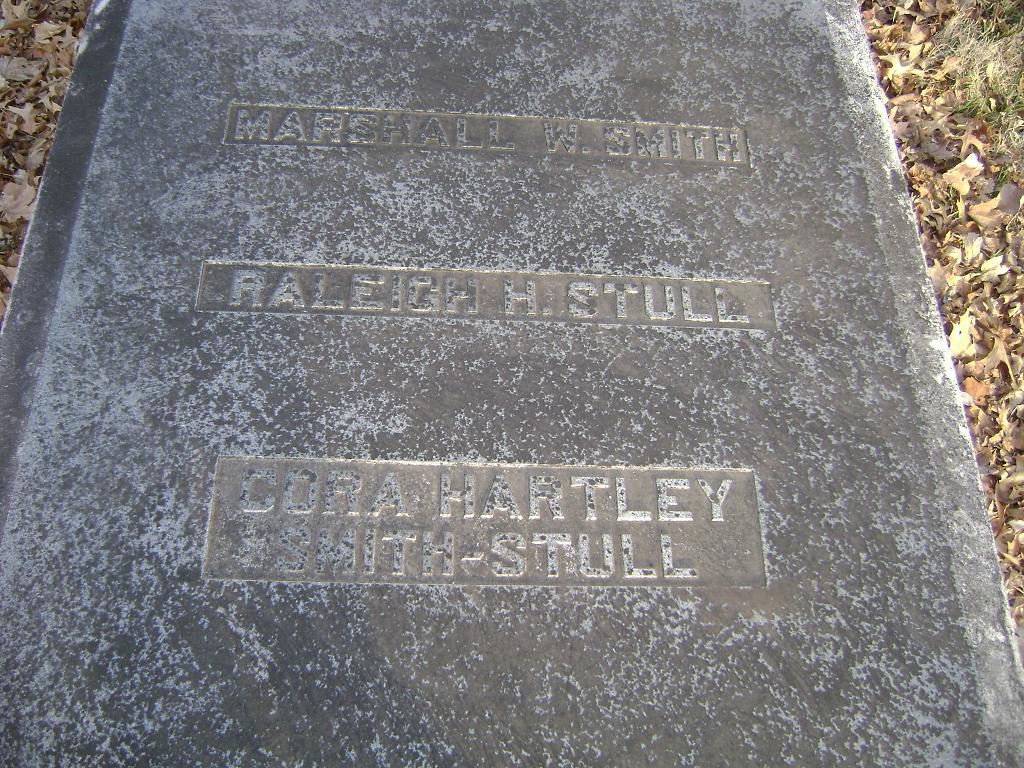 MARSHALL W. SMITH
RALEIGH H. STULL
CORA HARTLEY
SMITH-STULL